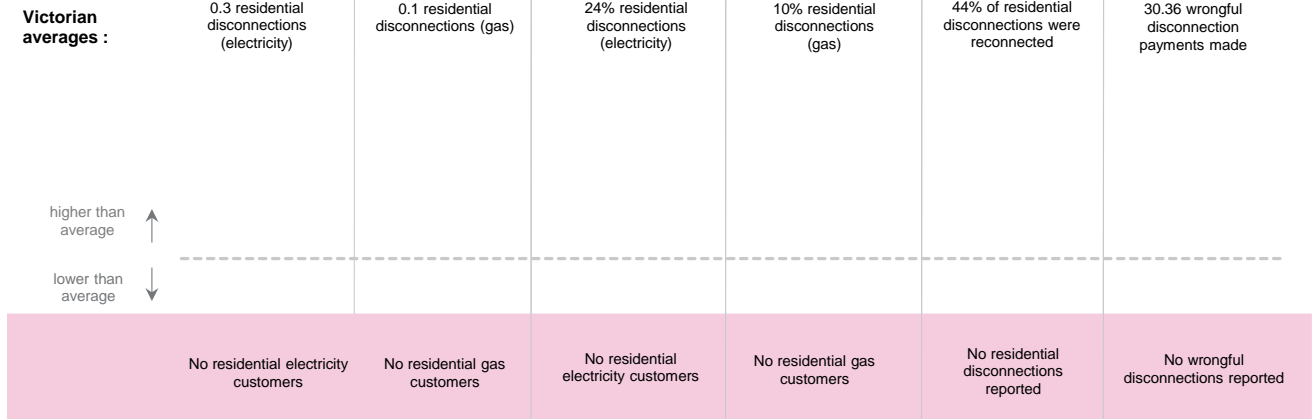 Victorian
averages :
0.3 residential
disconnections
(electricity)
0.1 residential
disconnections (gas)
24% residential
disconnections
(electricity)
10% residential
disconnections
(gas)
44% of residential
disconnections were
reconnected
30.36 wrongful
disconnection
payments made
higher than
average
lower than
average
No residential electricity
customers
No residential gas
customers
No residential
electricity customers
No residential gas
customers
No residential
disconnections
reported
No wrongful
disconnections reported